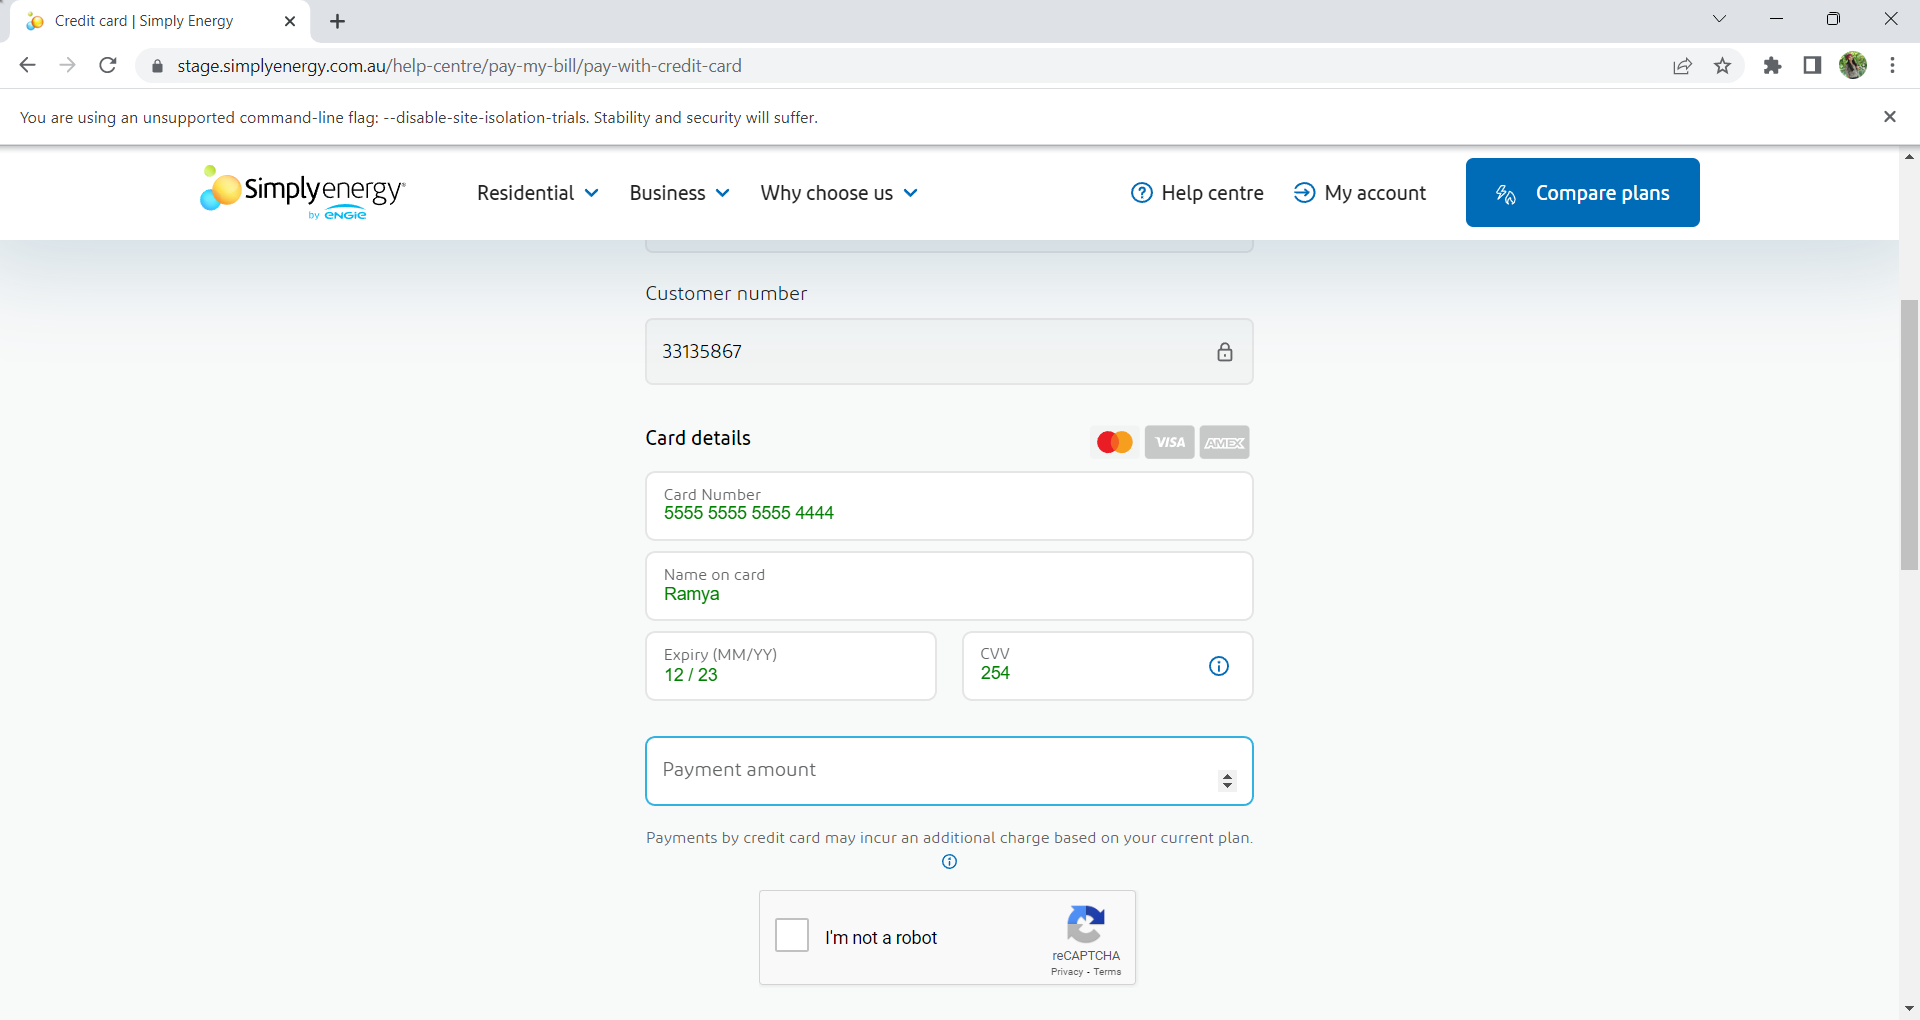 Credit card | Simply Energy
stage.simplyenergy.com.au/help-centre/pay-my-bill/pay-with-credit-card
You are using an unsupported command-line flag: --disable-site-isolation-trials. Stability and security will suffer.
Simplyenergy
by ENGIE
Residential Business Why choose us Help centre My account Compare plans
Customer number
33135867
Card details VISA AMEX
Card Number
5555 5555 5555 4444
Name on card
Ramya
Expiry (MM/YY) CVV
12 / 23 254
Payment amount
Payments by credit card may incur an additional charge based on your current plan.
I'm not a robot
reCAPTCHA
Privacy - Terms